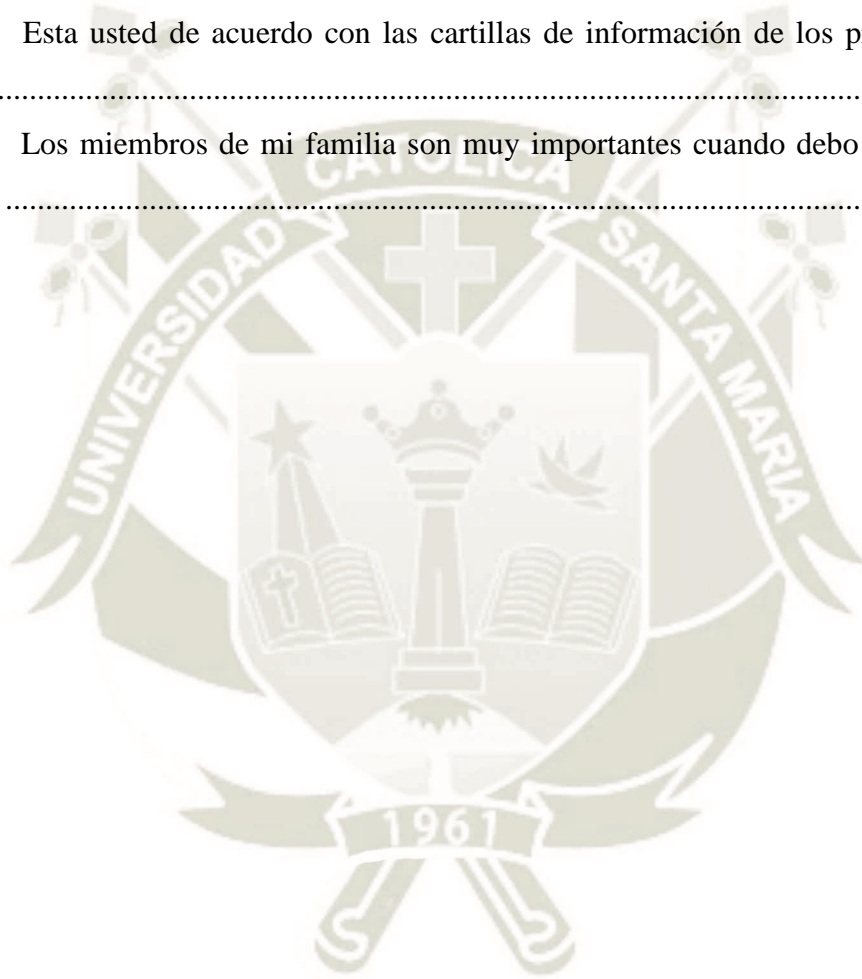 Esta usted de acuerdo con las cartillas de información de los
..............................................................................................................
Los miembros de mi familia son muy importantes cuando debo
..............................................................................................................
UNIVERSIDAD CATOLICA SANTA MARIA
1961